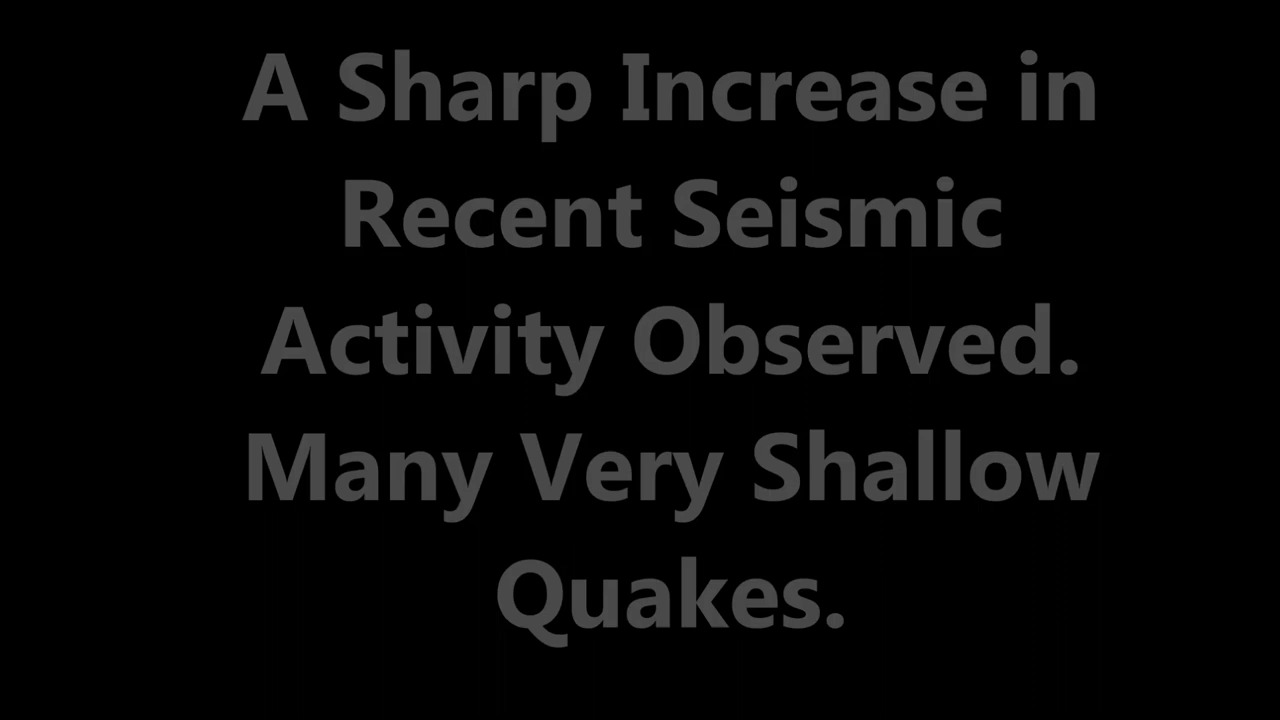 A Sharp Increase in
Recent Seismic
Activity Observed.
Many Very Shallow
Quakes.